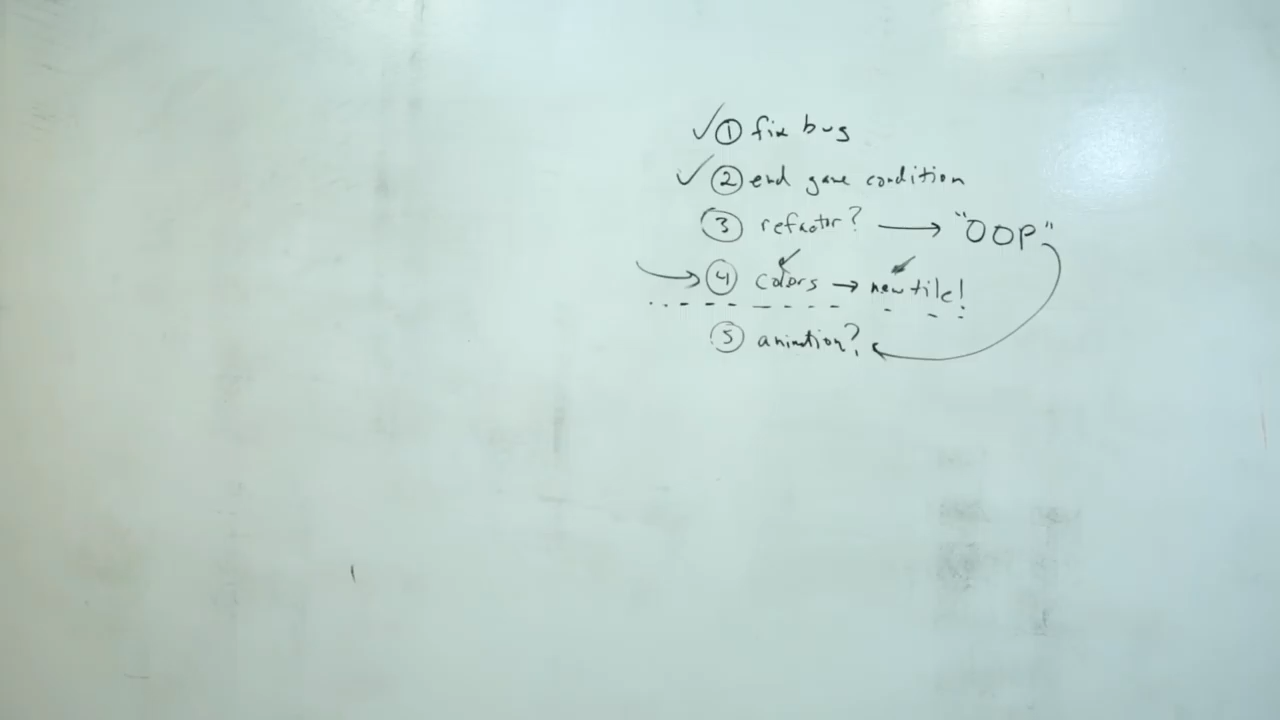 ✓ ① fix bug
✓ ② end game condition
③ refactor? → "OOP"
→ ④ colors → new tile!
⑤ animation?